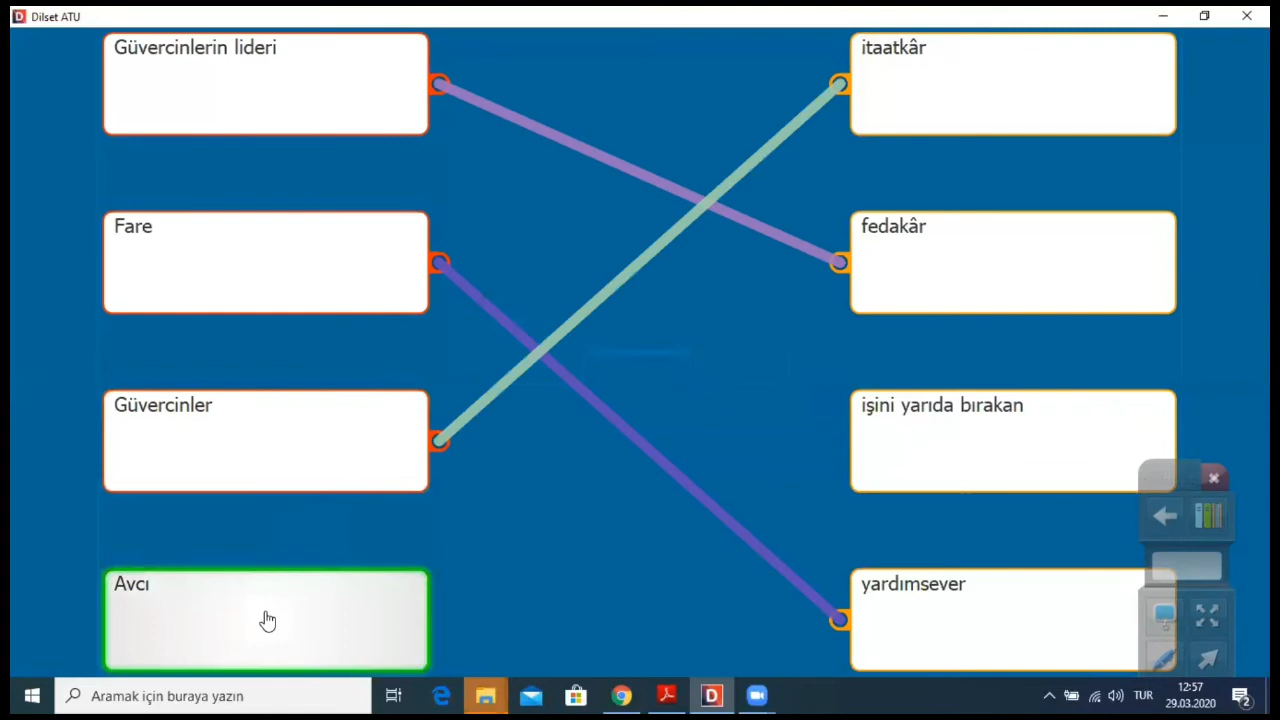 Dilset ATU
Güvercinlerin lideri
itaatkâr
Fare
fedakâr
Güvercinler
işini yarıda bırakan
Avcı
yardımsever
Aramak için buraya yazın
TUR
12:57
29.03.2020
2